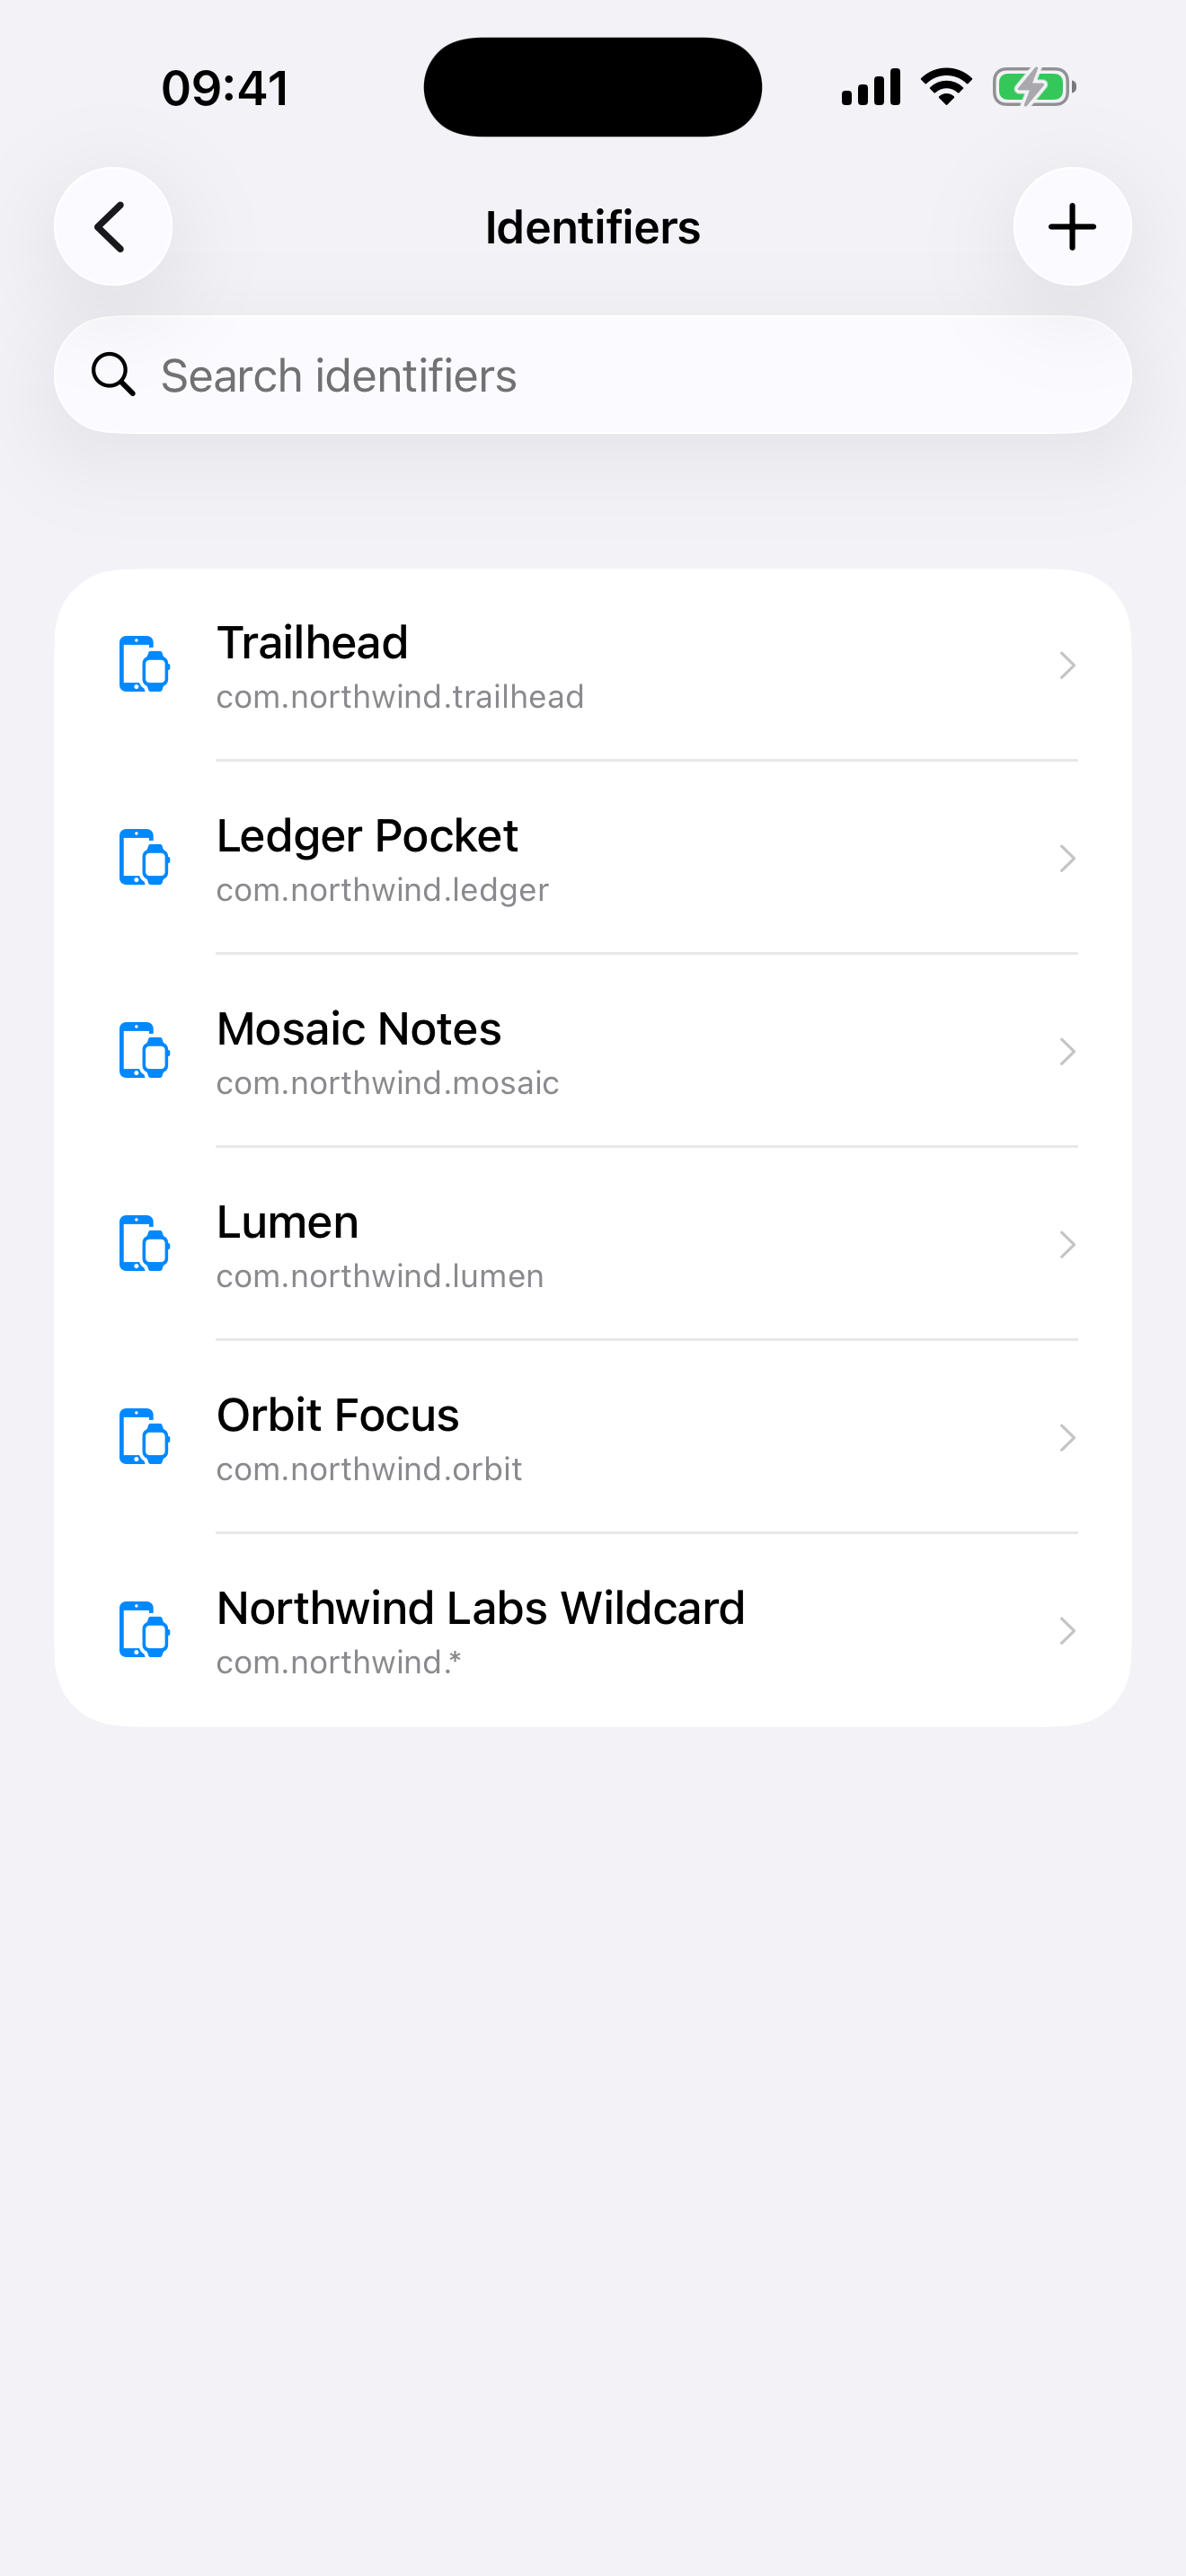 09:41
Identifiers
Search identifiers
Trailhead
com.northwind.trailhead
Ledger Pocket
com.northwind.ledger
Mosaic Notes
com.northwind.mosaic
Lumen
com.northwind.lumen
Orbit Focus
com.northwind.orbit
Northwind Labs Wildcard
com.northwind.*